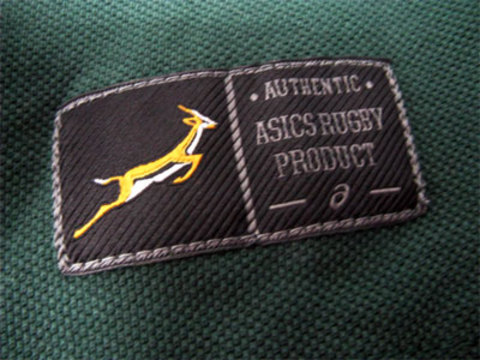 • AUTHENTIC •
ASICS RUGBY
PRODUCT